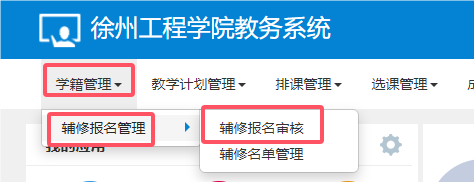 徐州工程学院教务系统
学籍管理 教学计划管理 排课管理 选课管理
辅修报名管理 辅修报名审核
我的应用 辅修名单管理